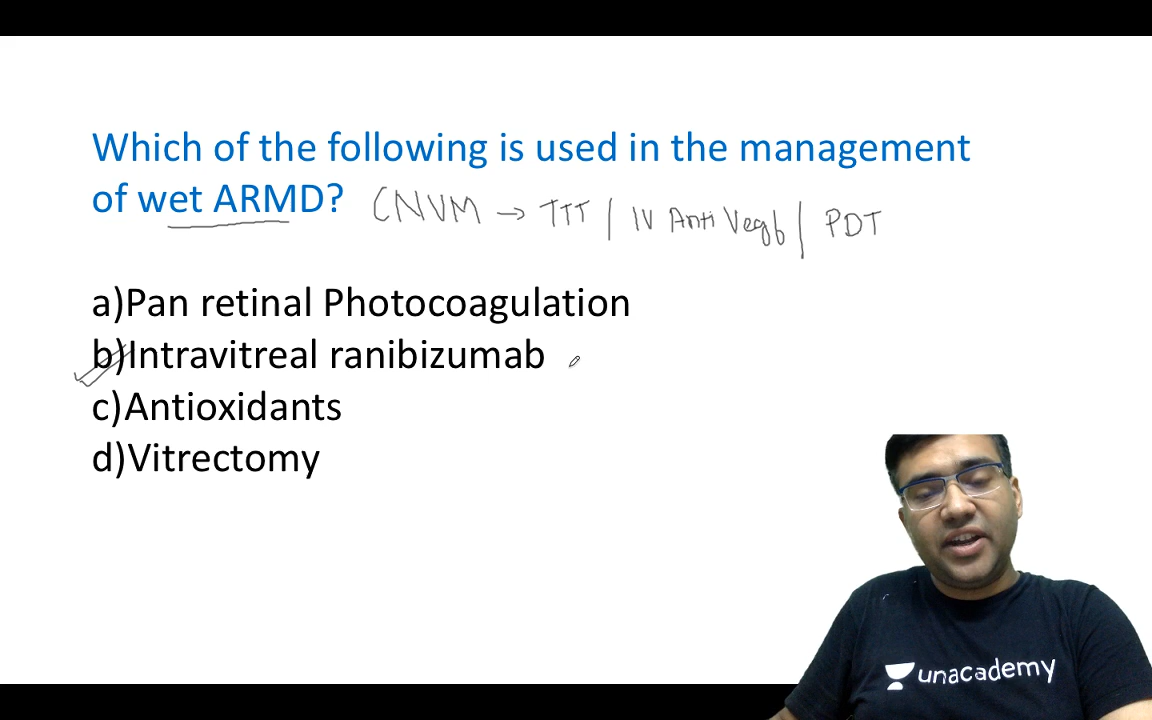 Which of the following is used in the management
of wet ARMD? CNVM → TTT | IV Anti Vegf | PDT
a)Pan retinal Photocoagulation
b)Intravitreal ranibizumab
c)Antioxidants
d)Vitrectomy
unacademy